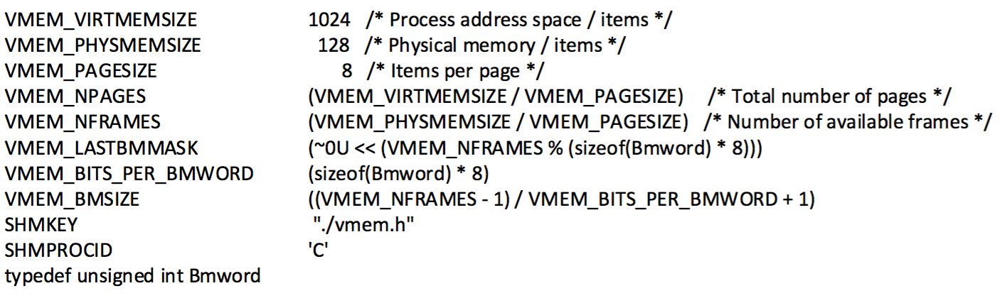 VMEM_VIRTMEMSIZE 1024 /* Process address space / items */
VMEM_PHYSMEMSIZE 128 /* Physical memory / items */
VMEM_PAGESIZE 8 /* Items per page */
VMEM_NPAGES (VMEM_VIRTMEMSIZE / VMEM_PAGESIZE) /* Total number of pages */
VMEM_NFRAMES (VMEM_PHYSMEMSIZE / VMEM_PAGESIZE) /* Number of available frames */
VMEM_LASTBMMASK (~0U << (VMEM_NFRAMES % (sizeof(Bmword) * 8)))
VMEM_BITS_PER_BMWORD (sizeof(Bmword) * 8)
VMEM_BMSIZE ((VMEM_NFRAMES - 1) / VMEM_BITS_PER_BMWORD + 1)
SHMKEY "./vmem.h"
SHMPROCID 'C'
typedef unsigned int Bmword